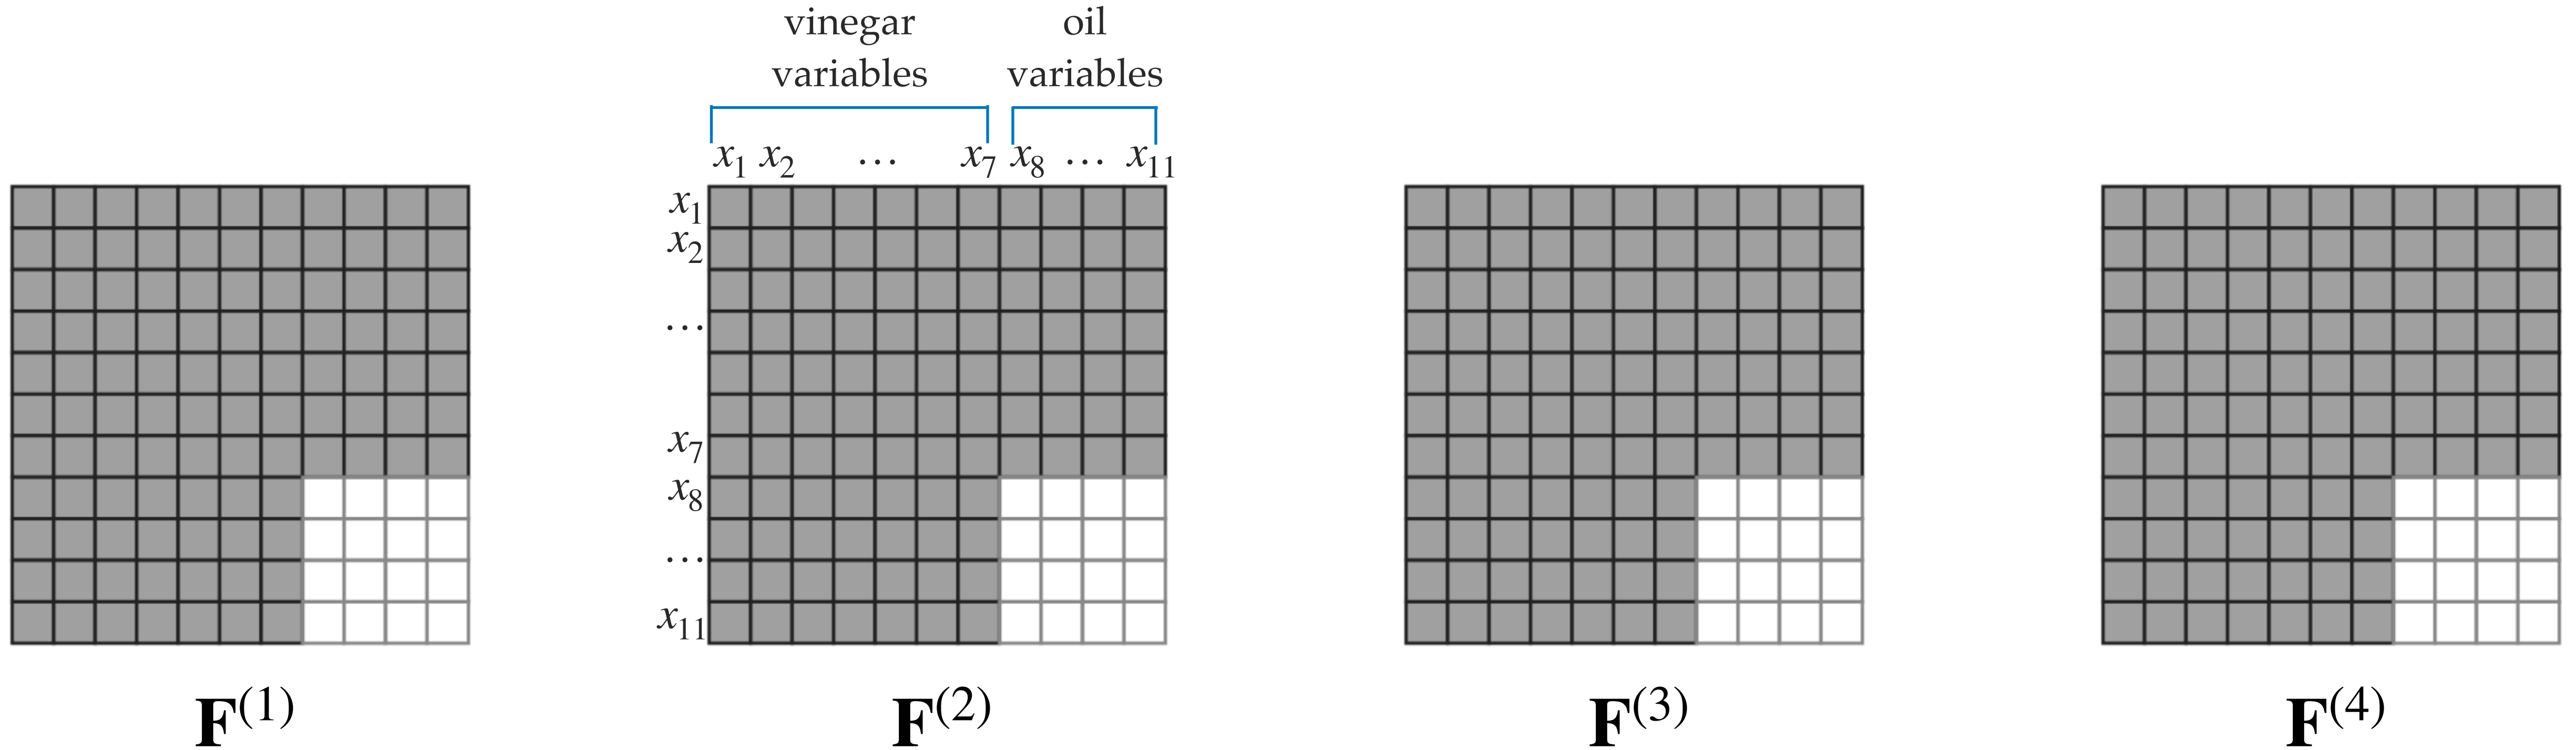 vinegar variables
oil variables
x₁ x₂ … x₇ x₈ … x₁₁
x₁
x₂
…
x₇
x₈
…
x₁₁
F⁽¹⁾ F⁽²⁾ F⁽³⁾ F⁽⁴⁾